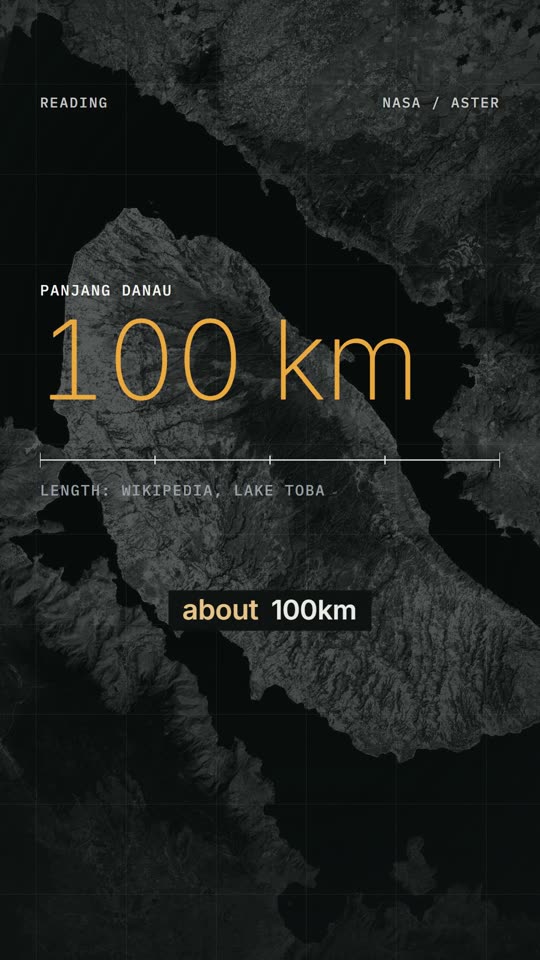 READING
NASA / ASTER
PANJANG DANAU
100 km
LENGTH: WIKIPEDIA, LAKE TOBA
about 100km